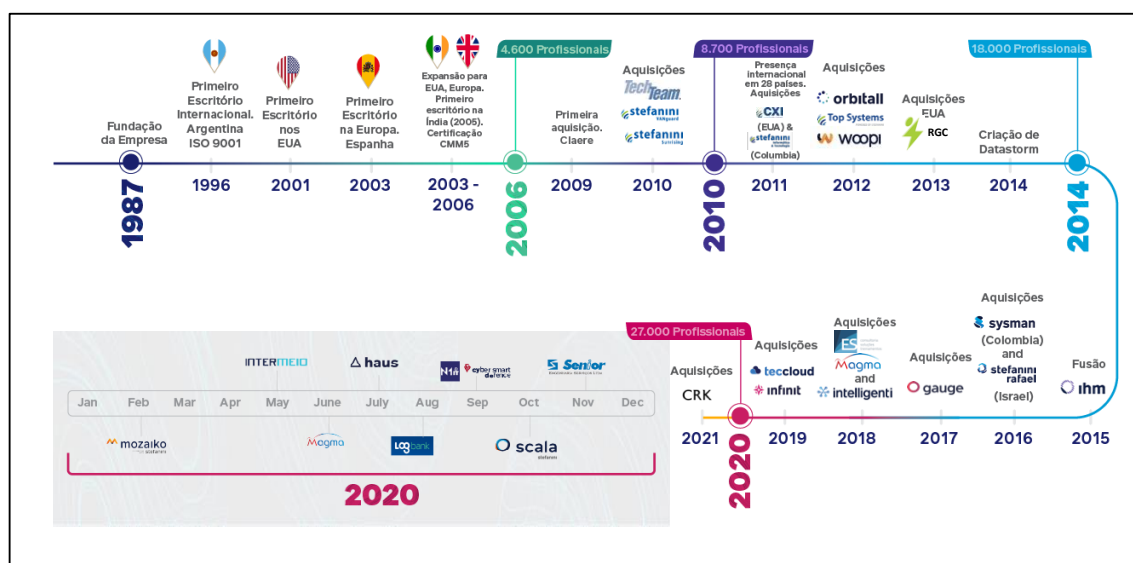 4.600 Profissionais
8.700 Profissionais
18.000 Profissionais
Fundação
da Empresa
1987
Primeiro
Escritório
Internacional.
Argentina
ISO 9001
1996
Primeiro
Escritório
nos
EUA
2001
Primeiro
Escritório
na Europa.
Espanha
2003
Expansão para
EUA, Europa.
Primeiro
escritório na
Índia (2005).
Certificação
CMM5
2003 -
2006
2006
Primeira
aquisição.
Claere
2009
Aquisições
TechTeam
stefanini
stefanini
2010
2010
Presença
internacional
em 28 países.
Aquisições
CXI
(EUA) &
stefanini
(Columbia)
2011
Aquisições
orbitall
Top Systems
woopi
2012
Aquisições
EUA
RGC
2013
Criação de
Datastorm
2014
2014
Fusão
ihm
2015
Aquisições
sysman
(Colombia)
and
stefanini
rafael
(Israel)
2016
Aquisições
gauge
2017
Aquisições
ES
Magma
and
intelligenti
2018
Aquisições
teccloud
infinit
2019
27.000 Profissionais
2020
Aquisições
CRK
2021
INTERMEIO
haus
N1
cyber smart
defence
Senior
Jan Feb Mar Apr May June July Aug Sep Oct Nov Dec
mozaiko
stefanini
Magma
LOGbank
scala
stefanini
2020